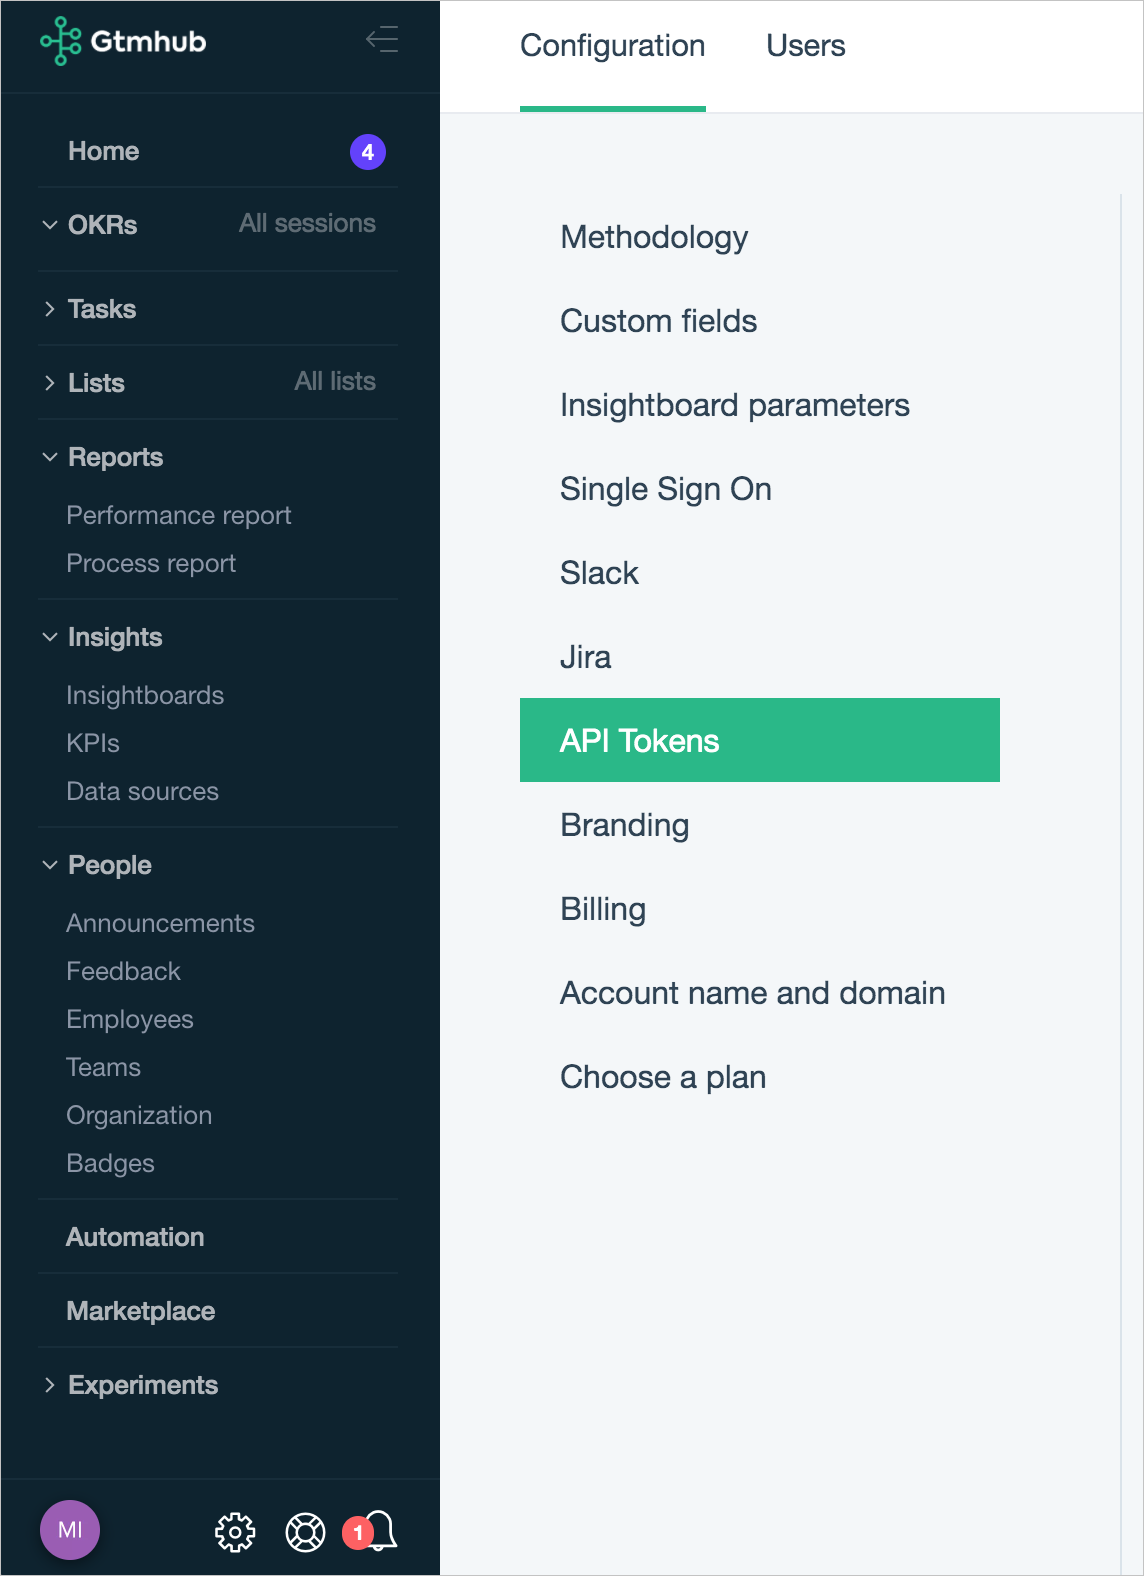 Gtmhub
Home 4
OKRs All sessions
Tasks
Lists All lists
Reports
Performance report
Process report
Insights
Insightboards
KPIs
Data sources
People
Announcements
Feedback
Employees
Teams
Organization
Badges
Automation
Marketplace
Experiments
MI 1
Configuration Users
Methodology
Custom fields
Insightboard parameters
Single Sign On
Slack
Jira
API Tokens
Branding
Billing
Account name and domain
Choose a plan